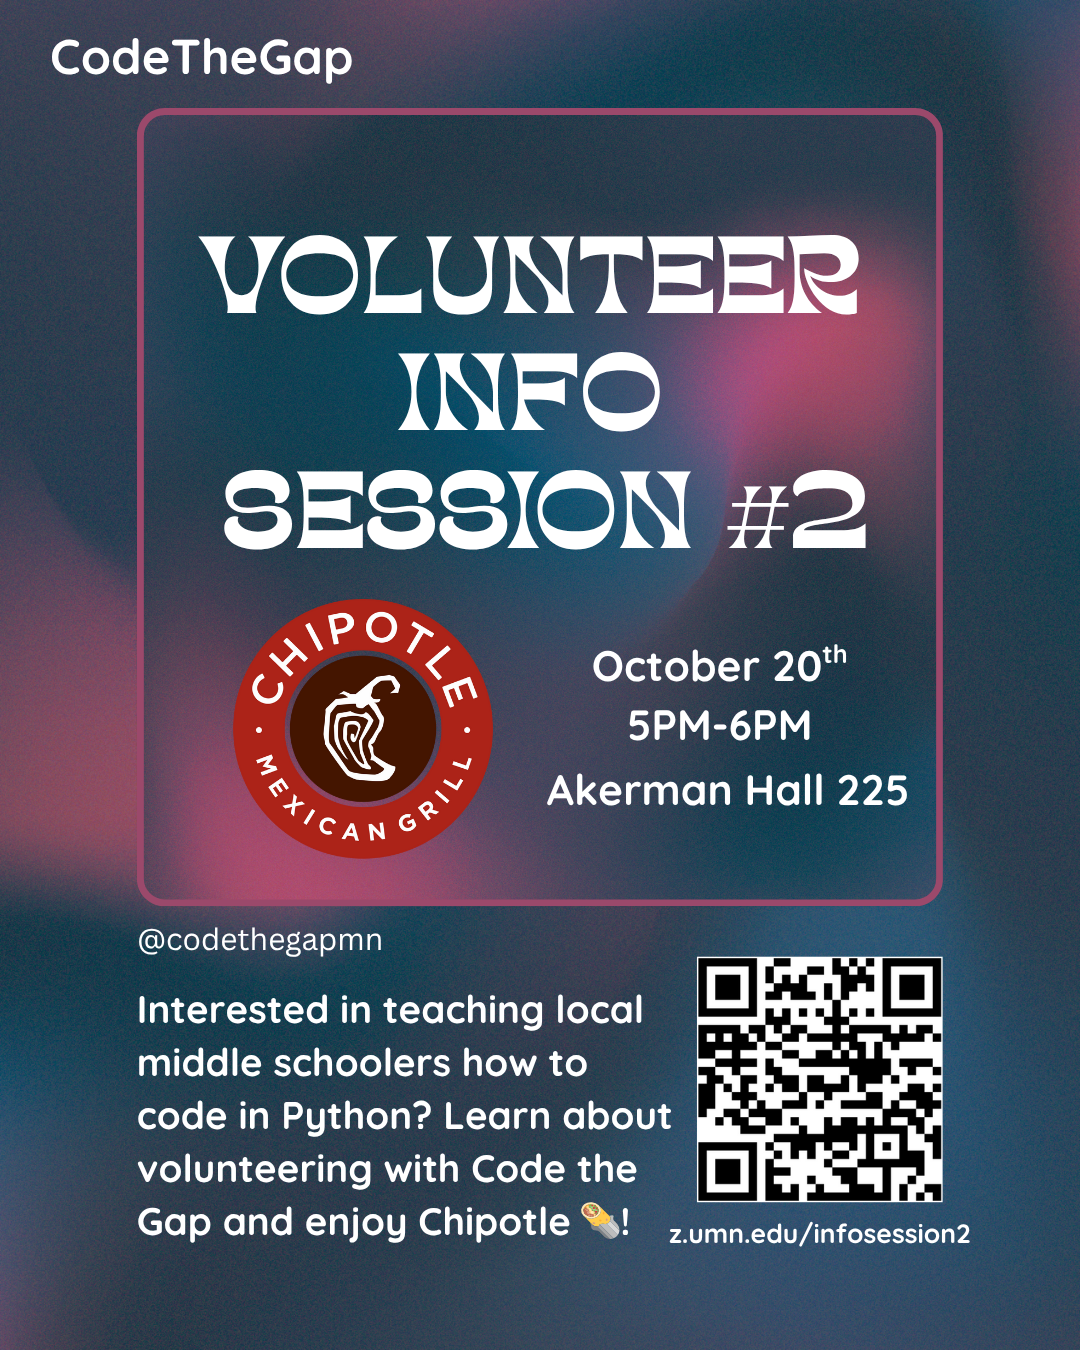 CodeTheGap
VOLUNTEER
INFO
SESSION #2
CHIPOTLE
MEXICAN GRILL
October 20th
5PM-6PM
Akerman Hall 225
@codethegapmn
Interested in teaching local
middle schoolers how to
code in Python? Learn about
volunteering with Code the
Gap and enjoy Chipotle 🌯!
z.umn.edu/infosession2